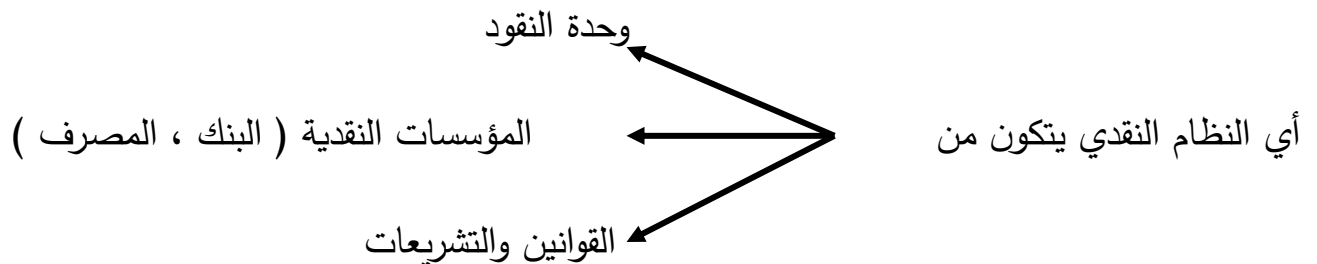 وحدة النقود
أي النظام النقدي يتكون من
المؤسسات النقدية ( البنك ، المصرف )
القوانين والتشريعات